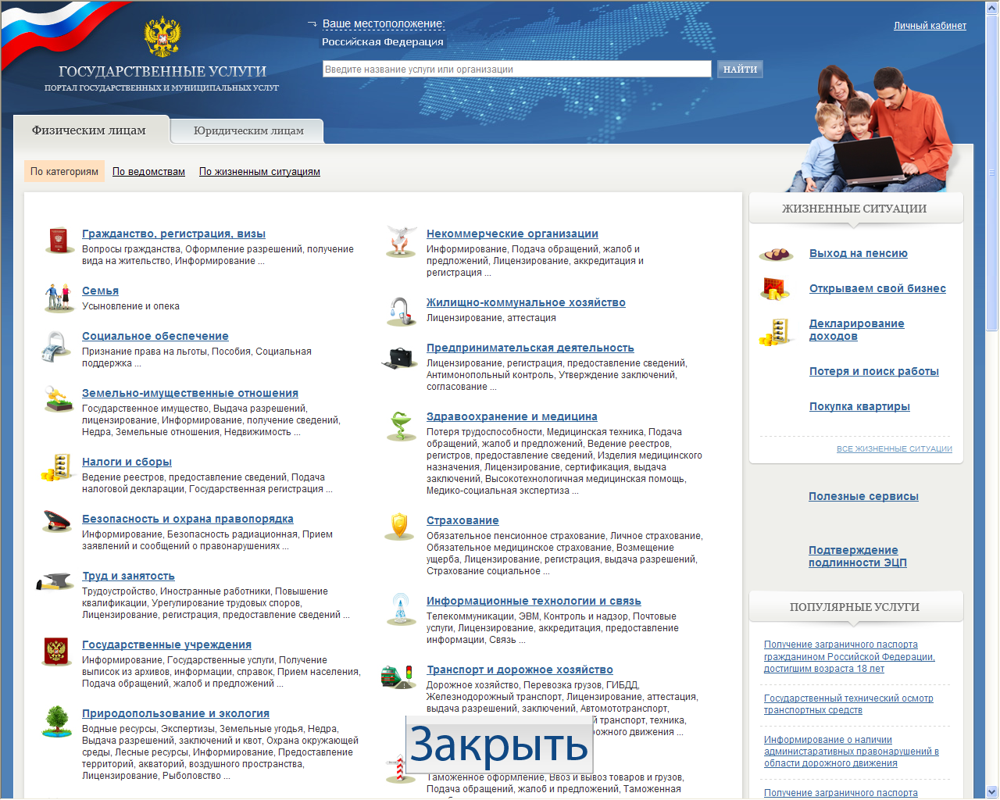 ГОСУДАРСТВЕННЫЕ УСЛУГИ
ПОРТАЛ ГОСУДАРСТВЕННЫХ И МУНИЦИПАЛЬНЫХ УСЛУГ
Ваше местоположение:
Российская Федерация
Введите название услуги или организации
НАЙТИ
Личный кабинет
Физическим лицам
Юридическим лицам
По категориям
По ведомствам
По жизненным ситуациям
Гражданство, регистрация, визы
Вопросы гражданства, Оформление разрешений, получение
вида на жительство, Информирование ...
Семья
Усыновление и опека
Социальное обеспечение
Признание права на льготы, Пособия, Социальная
поддержка ...
Земельно-имущественные отношения
Государственное имущество, Выдача разрешений,
лицензирование, Информирование, получение сведений,
Недра, Земельные отношения, Недвижимость ...
Налоги и сборы
Ведение реестров, предоставление сведений, Подача
налоговой декларации, Государственная регистрация ...
Безопасность и охрана правопорядка
Информирование, Безопасность радиационная, Прием
заявлений и сообщений о правонарушениях ...
Труд и занятость
Трудоустройство, Иностранные работники, Повышение
квалификации, Урегулирование трудовых споров,
Лицензирование, регистрация, предоставление сведений ...
Государственные учреждения
Информирование, Государственные услуги, Получение
выписок из архивов, информации, справок, Прием населения,
Подача обращений, жалоб и предложений ...
Природопользование и экология
Водные ресурсы, Экспертизы, Земельные угодья, Недра,
Выдача разрешений, заключений и квот, Охрана окружающей
среды, Лесные ресурсы, Информирование, Предоставление
территорий, акваторий, воздушного пространства,
Лицензирование, Рыболовство ...
Некоммерческие организации
Информирование, Подача обращений, жалоб и
предложений, Лицензирование, аккредитация и
регистрация ...
Жилищно-коммунальное хозяйство
Лицензирование, аттестация
Предпринимательская деятельность
Лицензирование, регистрация, предоставление сведений,
Антимонопольный контроль, Утверждение заключений,
согласование ...
Здравоохранение и медицина
Потеря трудоспособности, Медицинская техника, Подача
обращений, жалоб и предложений, Ведение реестров,
регистров, предоставление сведений, Изделия медицинского
назначения, Лицензирование, сертификация, выдача
заключений, Высокотехнологичная медицинская помощь,
Медико-социальная экспертиза ...
Страхование
Обязательное пенсионное страхование, Личное страхование,
Обязательное медицинское страхование, Возмещение
ущерба, Лицензирование, регистрация, выдача разрешений,
Страхование социальное ...
Информационные технологии и связь
Телекоммуникации, ЭВМ, Контроль и надзор, Почтовые
услуги, Лицензирование, аккредитация, предоставление
информации, Связь ...
Транспорт и дорожное хозяйство
Дорожное хозяйство, Перевозка грузов, ГИБДД,
Железнодорожный транспорт, Лицензирование, аттестация,
выдача разрешений, заключений, Автомототранспорт,
транспорт, техника,
движения ...
Закрыть
Таможенное оформление, Ввоз и вывоз товаров и грузов,
Подача обращений, жалоб и предложений, Таможенная
ЖИЗНЕННЫЕ СИТУАЦИИ
Выход на пенсию
Открываем свой бизнес
Декларирование
доходов
Потеря и поиск работы
Покупка квартиры
ВСЕ ЖИЗНЕННЫЕ СИТУАЦИИ
Полезные сервисы
Подтверждение
подлинности ЭЦП
ПОПУЛЯРНЫЕ УСЛУГИ
Получение заграничного паспорта
гражданином Российской Федерации,
достигшим возраста 18 лет
Государственный технический осмотр
транспортных средств
Информирование о наличии
администативных правонарушений в
области дорожного движения
Получение заграничного паспорта